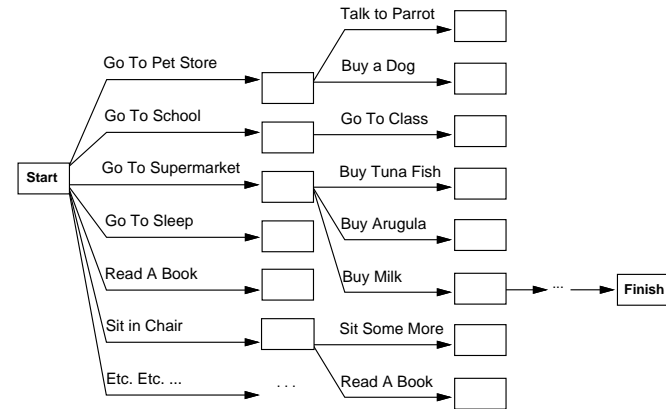 Talk to Parrot
Go To Pet Store
Buy a Dog
Go To School
Go To Class
Go To Supermarket
Buy Tuna Fish
Start
Go To Sleep
Buy Arugula
Read A Book
Buy Milk
...
Finish
Sit in Chair
Sit Some More
Etc. Etc. ...
. . .
Read A Book